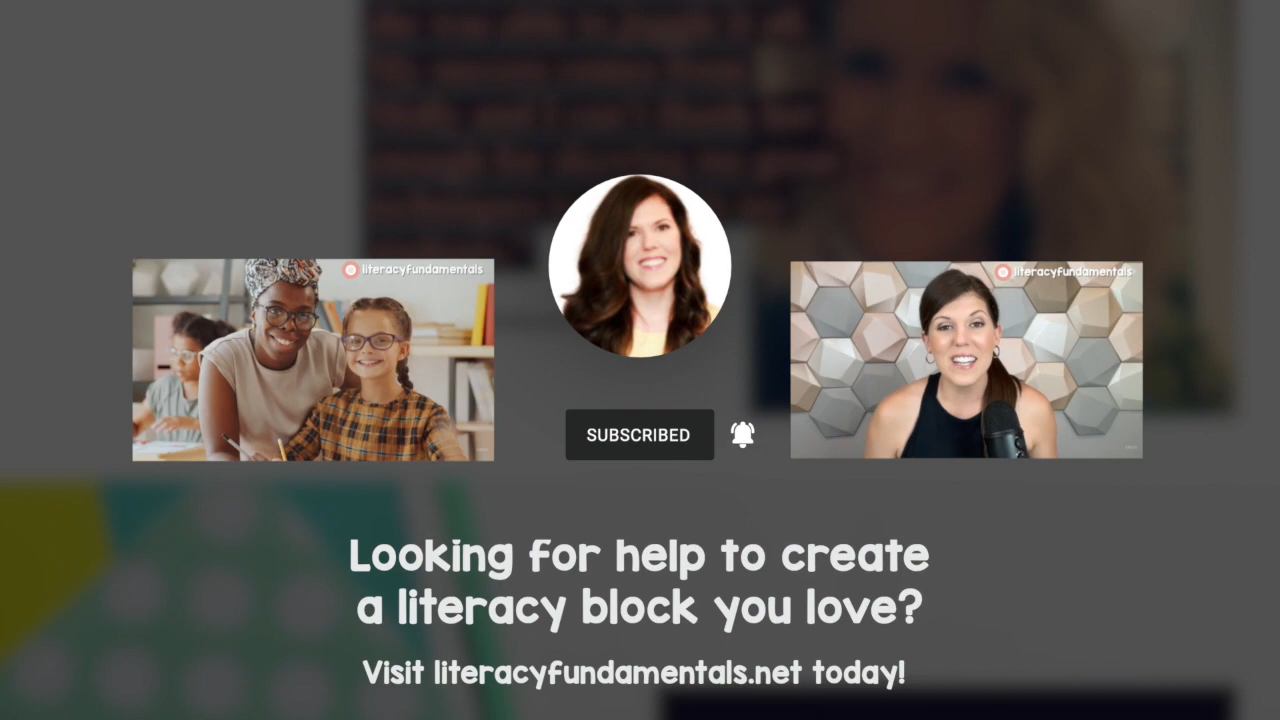 literacyfundamentals
literacyfundamentals
SUBSCRIBED
Looking for help to create
a literacy block you love?
Visit literacyfundamentals.net today!